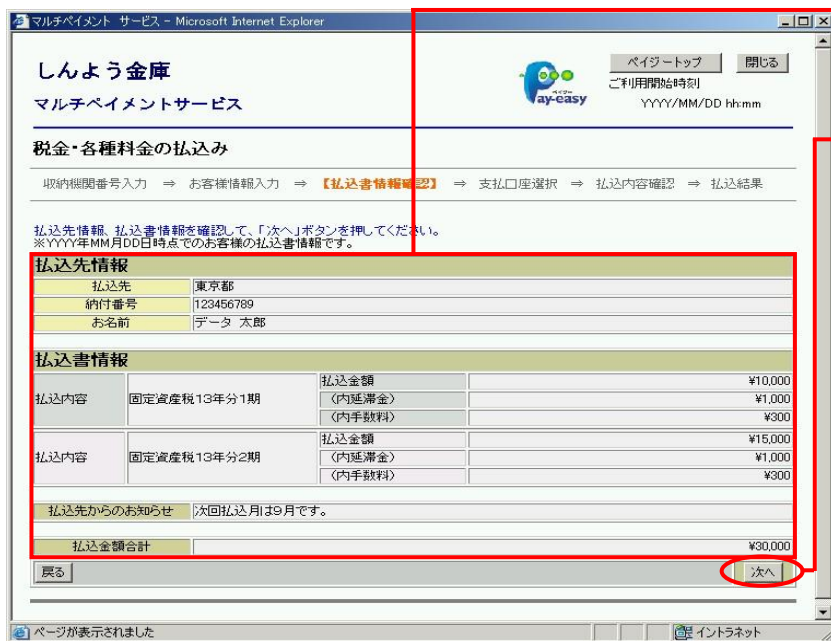 マルチペイメント サービス - Microsoft Internet Explorer
しんよう金庫
マルチペイメントサービス
ペイジー
Pay-easy
ペイジートップ 閉じる
ご利用開始時刻
YYYY/MM/DD hh:mm
税金・各種料金の払込み
収納機関番号入力 ⇒ お客様情報入力 ⇒ 【払込書情報確認】 ⇒ 支払口座選択 ⇒ 払込内容確認 ⇒ 払込結果
払込先情報、払込書情報を確認して、「次へ」ボタンを押してください。
※YYYY年MM月DD日時点でのお客様の払込書情報です。
払込先情報
払込先 東京都
納付番号 123456789
お名前 データ 太郎
払込書情報
払込内容 固定資産税13年分1期 払込金額 ¥10,000
（内延滞金） ¥1,000
（内手数料） ¥300
払込内容 固定資産税13年分2期 払込金額 ¥15,000
（内延滞金） ¥1,000
（内手数料） ¥300
払込先からのお知らせ 次回払込月は9月です。
払込金額合計 ¥30,000
戻る 次へ
ページが表示されました イントラネット